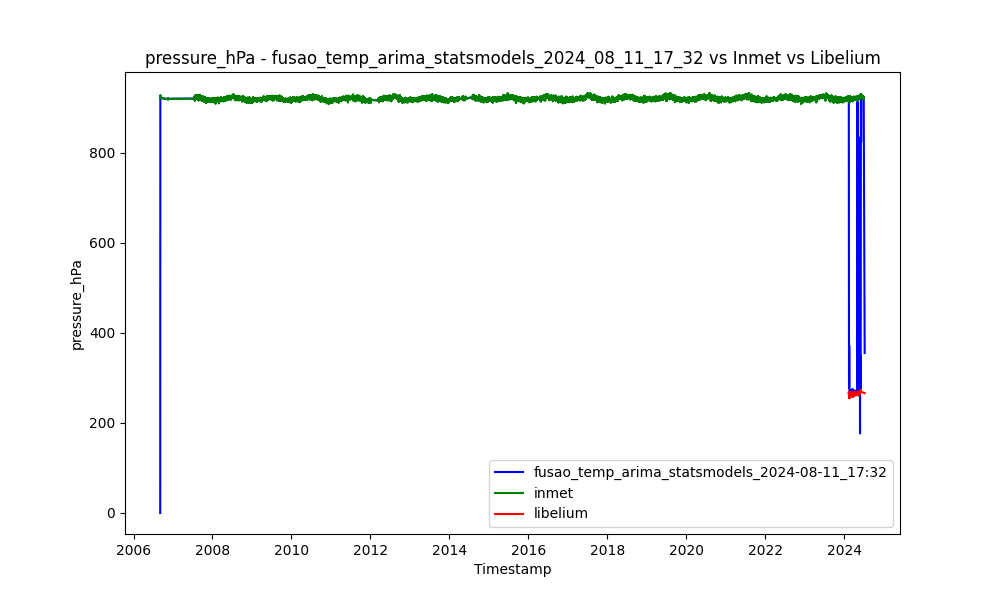 pressure_hPa - fusao_temp_arima_statsmodels_2024_08_11_17_32 vs Inmet vs Libelium
pressure_hPa
800
600
400
200
0
fusao_temp_arima_statsmodels_2024-08-11_17:32
inmet
libelium
2006 2008 2010 2012 2014 2016 2018 2020 2022 2024
Timestamp